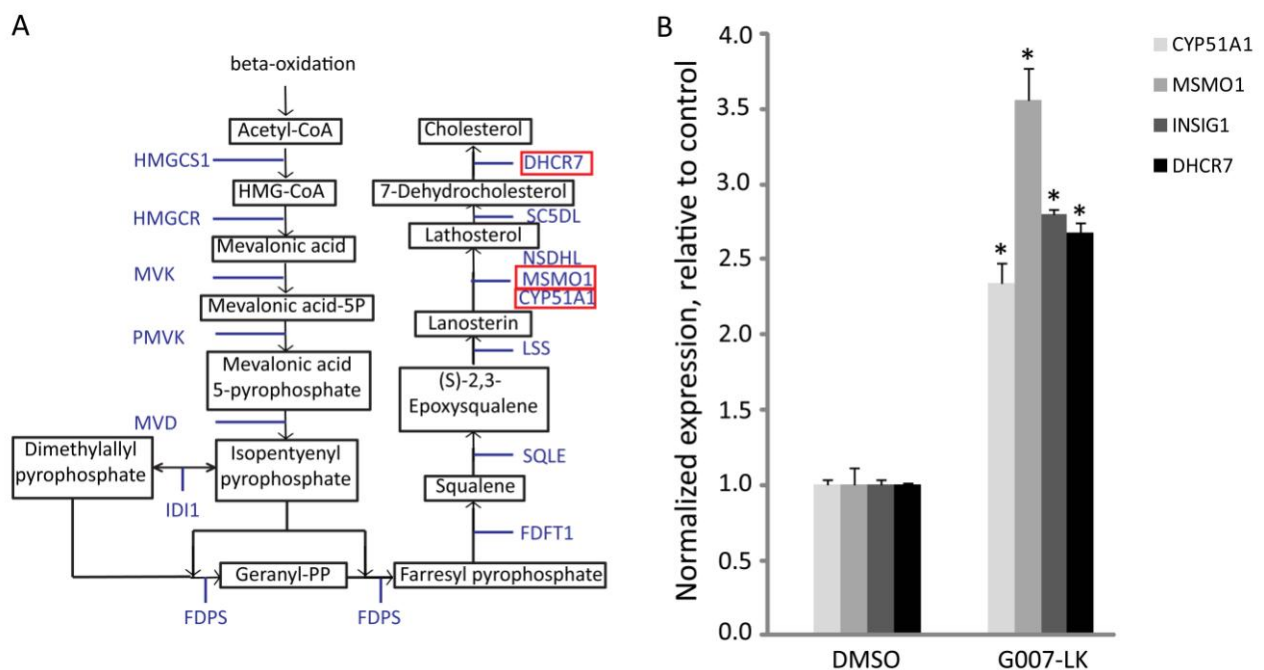 A
beta-oxidation
Acetyl-CoA
HMGCS1
HMG-CoA
HMGCR
Mevalonic acid
MVK
Mevalonic acid-5P
PMVK
Mevalonic acid
5-pyrophosphate
MVD
Dimethylallyl
pyrophosphate
Isopentyenyl
pyrophosphate
IDI1
Geranyl-PP
FDPS
FDPS
Farresyl pyrophosphate
FDFT1
Squalene
SQLE
(S)-2,3-
Epoxysqualene
LSS
Lanosterin
CYP51A1
MSMO1
NSDHL
Lathosterol
SC5DL
7-Dehydrocholesterol
DHCR7
Cholesterol
B
Normalized expression, relative to control
4.0
3.5
3.0
2.5
2.0
1.5
1.0
0.5
0.0
*
*
*
*
DMSO
G007-LK
CYP51A1
MSMO1
INSIG1
DHCR7